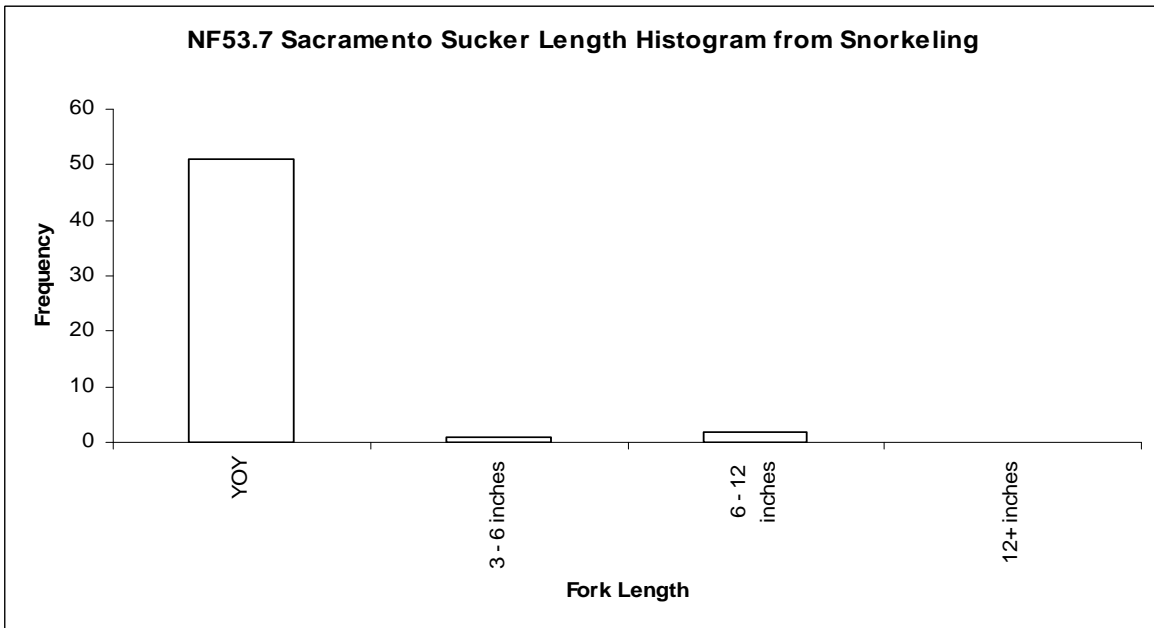 NF53.7 Sacramento Sucker Length Histogram from Snorkeling
60
50
40
30
20
10
0
Frequency
YOY
3 - 6 inches
6 - 12
inches
12+ inches
Fork Length